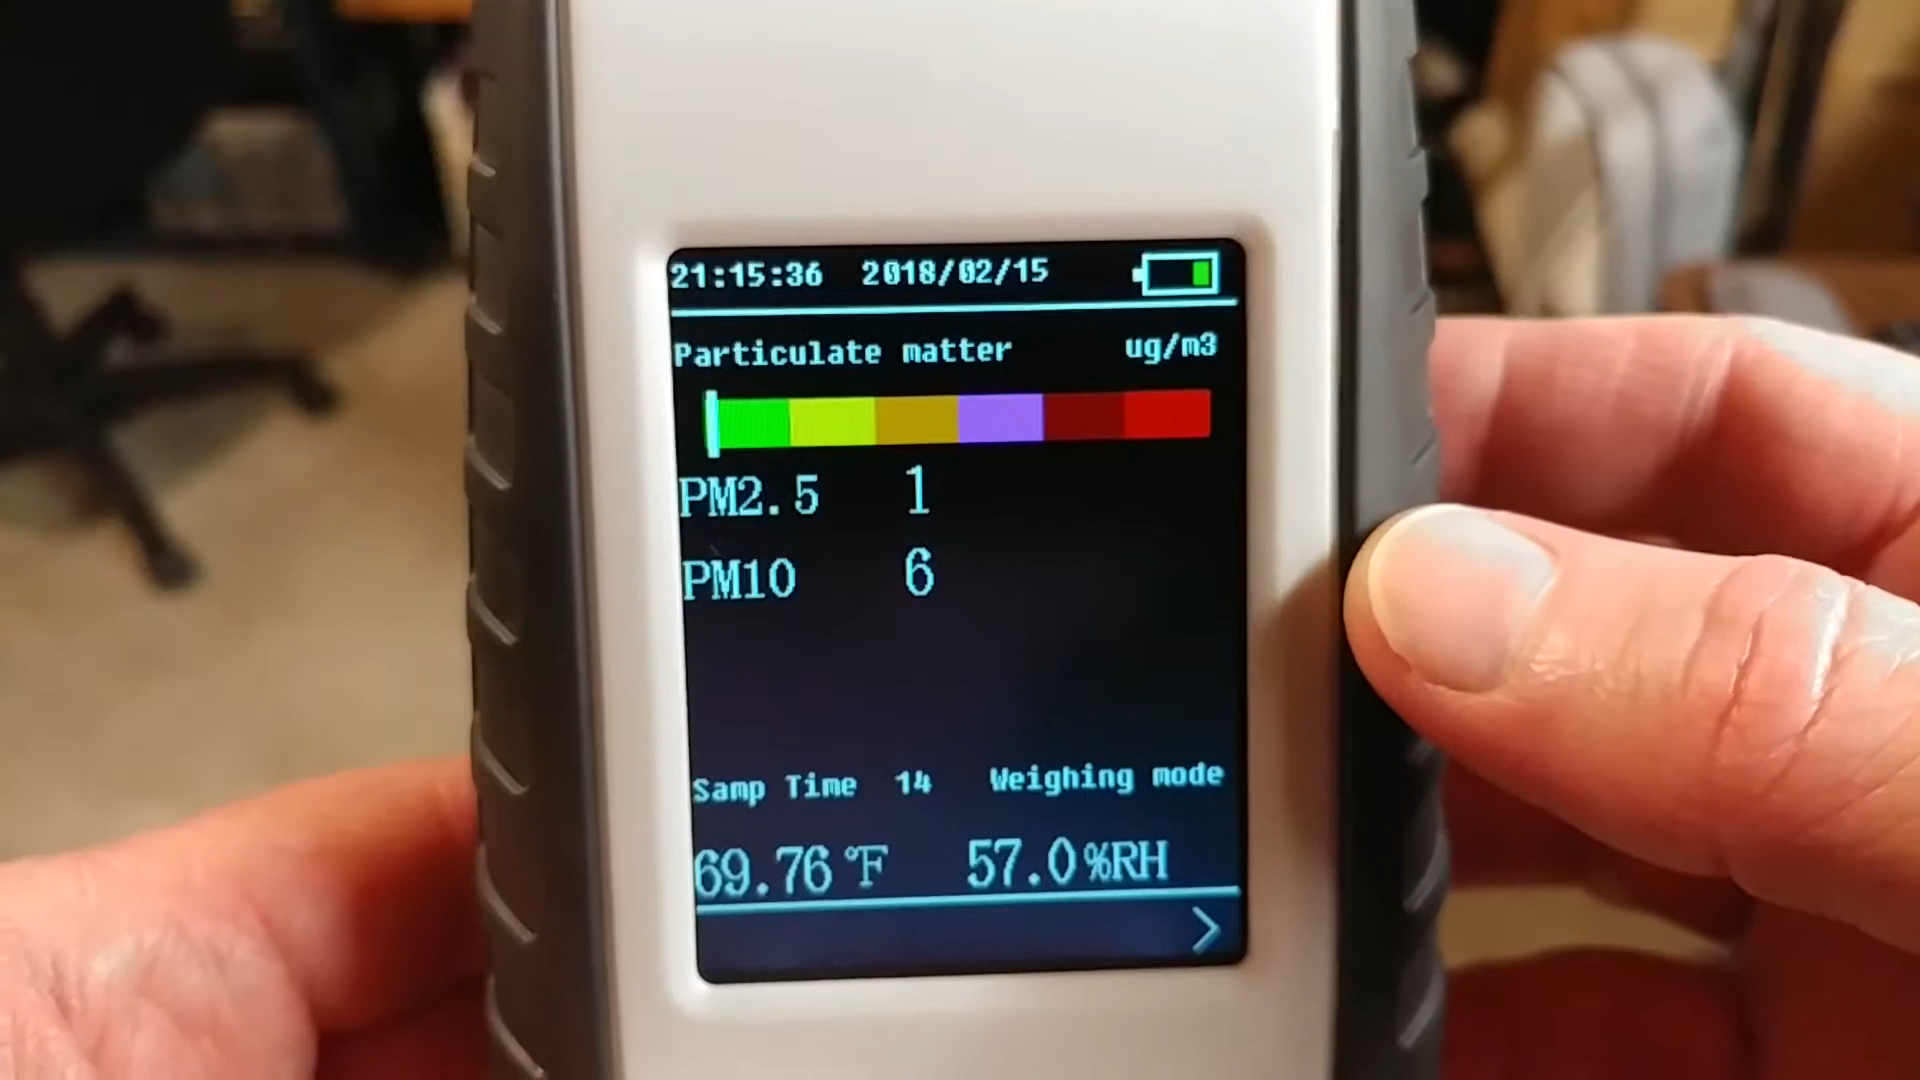 21:15:36 2018/02/15
Particulate matter ug/m3
PM2.5 1
PM10 6
Samp Time 14 Weighing mode
69.76 ℉ 57.0 %RH
>